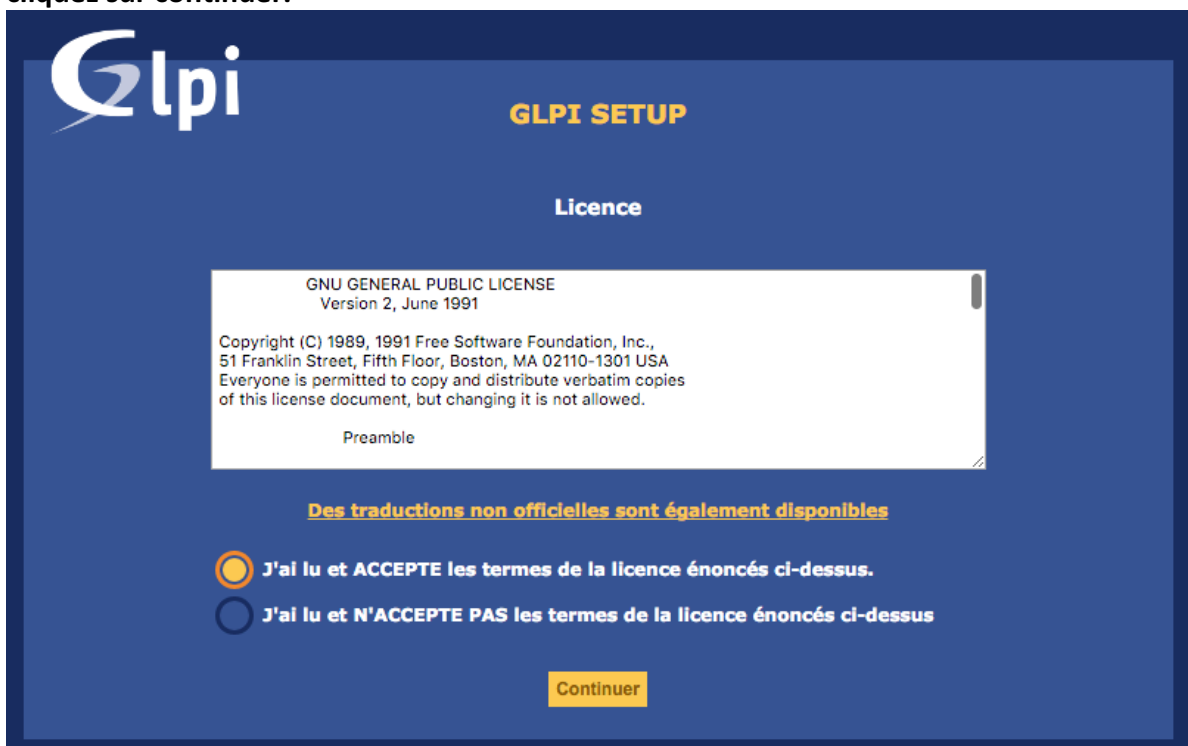 cliquez sur continuer.
Glpi
GLPI SETUP
Licence
GNU GENERAL PUBLIC LICENSE
Version 2, June 1991
Copyright (C) 1989, 1991 Free Software Foundation, Inc.,
51 Franklin Street, Fifth Floor, Boston, MA 02110-1301 USA
Everyone is permitted to copy and distribute verbatim copies
of this license document, but changing it is not allowed.
Preamble
Des traductions non officielles sont également disponibles
J'ai lu et ACCEPTE les termes de la licence énoncés ci-dessus.
J'ai lu et N'ACCEPTE PAS les termes de la licence énoncés ci-dessus
Continuer